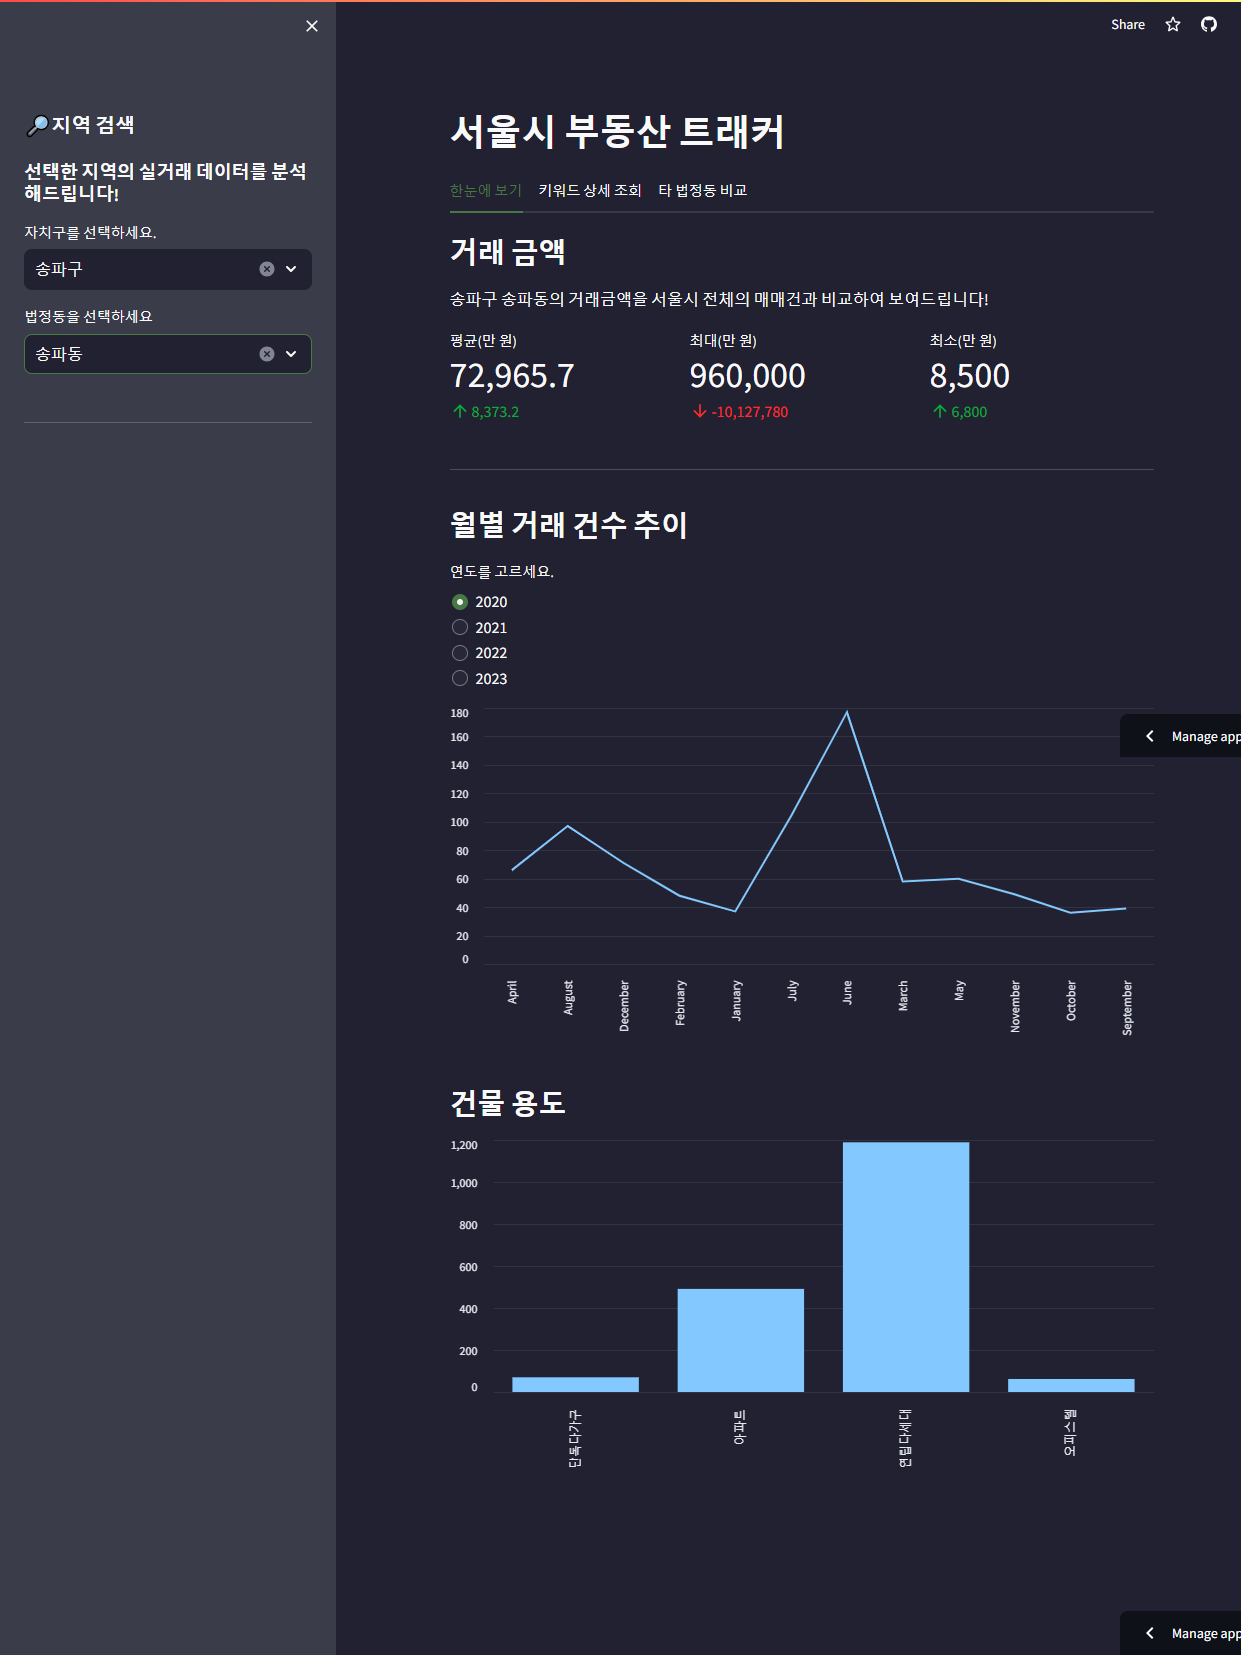 Share
🔎지역 검색
선택한 지역의 실거래 데이터를 분석
해드립니다!
자치구를 선택하세요.
송파구
법정동을 선택하세요
송파동
서울시 부동산 트래커
한눈에 보기 키워드 상세 조회 타 법정동 비교
거래 금액
송파구 송파동의 거래금액을 서울시 전체의 매매건과 비교하여 보여드립니다!
평균(만 원) 최대(만 원) 최소(만 원)
72,965.7 960,000 8,500
8,373.2 -10,127,780 6,800
월별 거래 건수 추이
연도를 고르세요.
2020
2021
2022
2023
180
160
140
120
100
80
60
40
20
0
April August December February January July June March May November October September
Manage app
건물 용도
1,200
1,000
800
600
400
200
0
단독다가구 아파트 연립다세대 오피스텔
Manage app